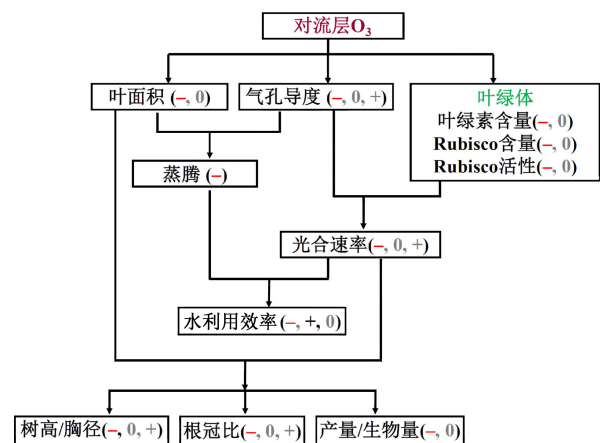 对流层O₃
叶面积 (–, 0)
气孔导度(–, 0, +)
叶绿体
叶绿素含量(–, 0)
Rubisco含量(–, 0)
Rubisco活性(–, 0)
蒸腾 (–)
光合速率(–, 0, +)
水利用效率(–, +, 0)
树高/胸径(–, 0, +)
根冠比(–, 0, +)
产量/生物量(–, 0)